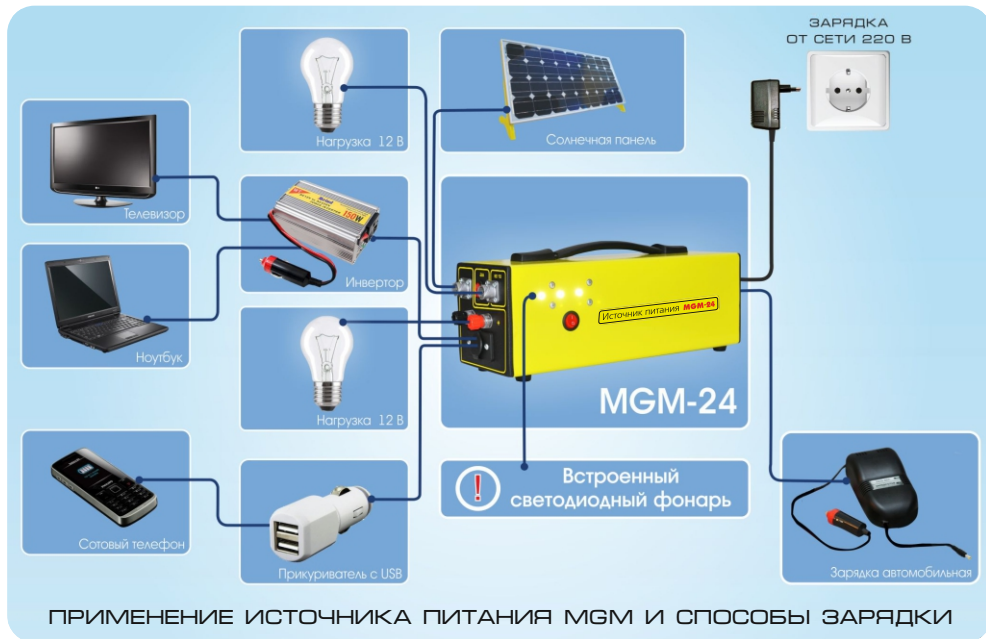 ЗАРЯДКА
ОТ СЕТИ 220 В
Нагрузка 12 В
Солнечная панель
Телевизор
150W
Инвертор
Источник питания MGM-24
Ноутбук
MGM-24
Нагрузка 12 В
Встроенный
светодиодный фонарь
Сотовый телефон
Прикуриватель с USB
Зарядка автомобильная
ПРИМЕНЕНИЕ ИСТОЧНИКА ПИТАНИЯ MGM И СПОСОБЫ ЗАРЯДКИ